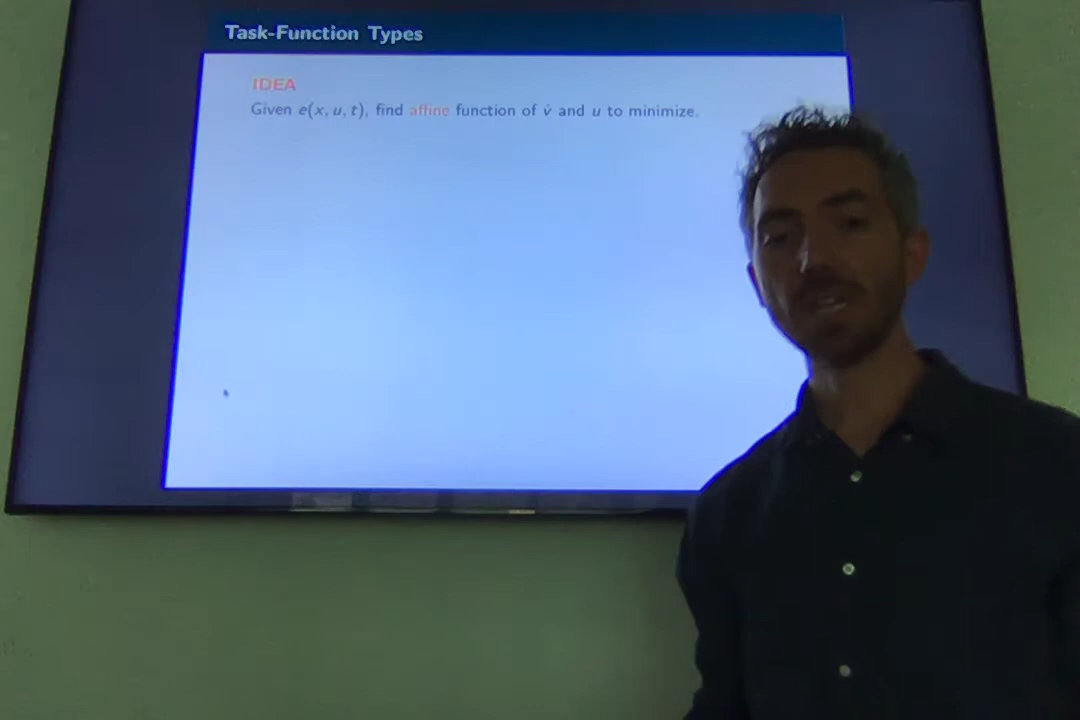 Task-Function Types
IDEA
Given e(x, u, t), find affine function of v̇ and u to minimize.